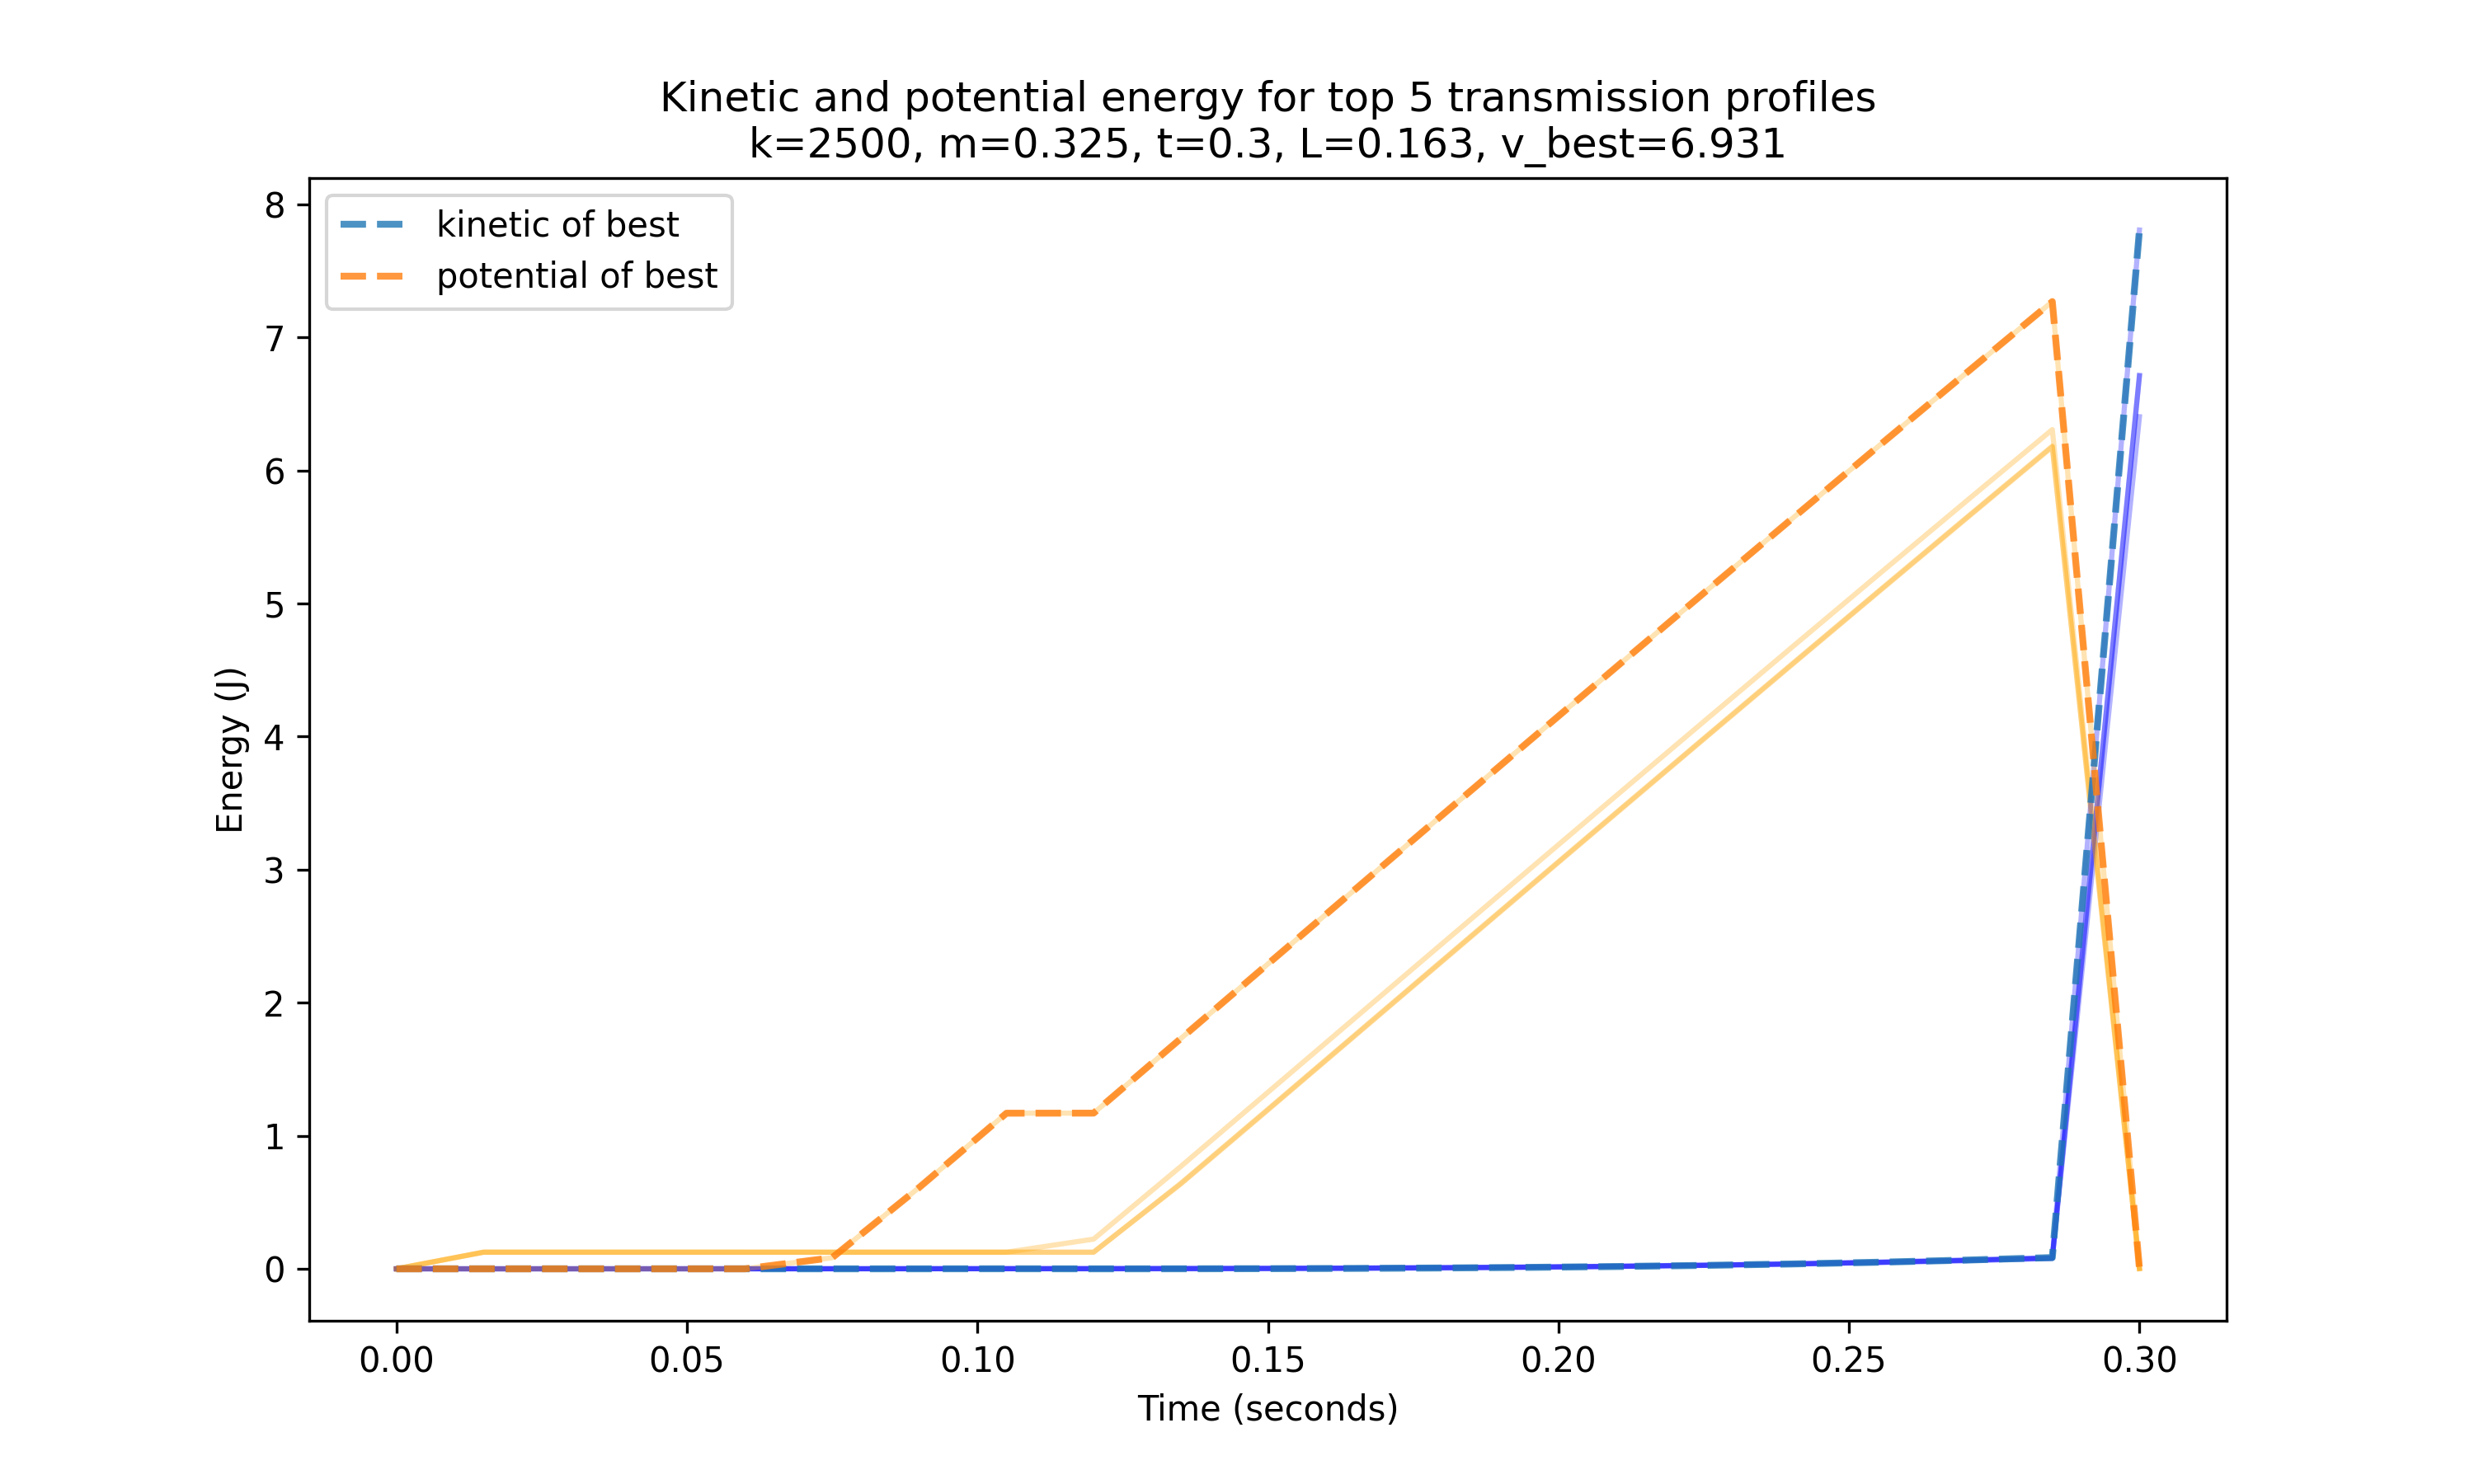 Kinetic and potential energy for top 5 transmission profiles
k=2500, m=0.325, t=0.3, L=0.163, v_best=6.931
kinetic of best
potential of best
8
7
6
5
4
3
2
1
0
Energy (J)
0.00 0.05 0.10 0.15 0.20 0.25 0.30
Time (seconds)